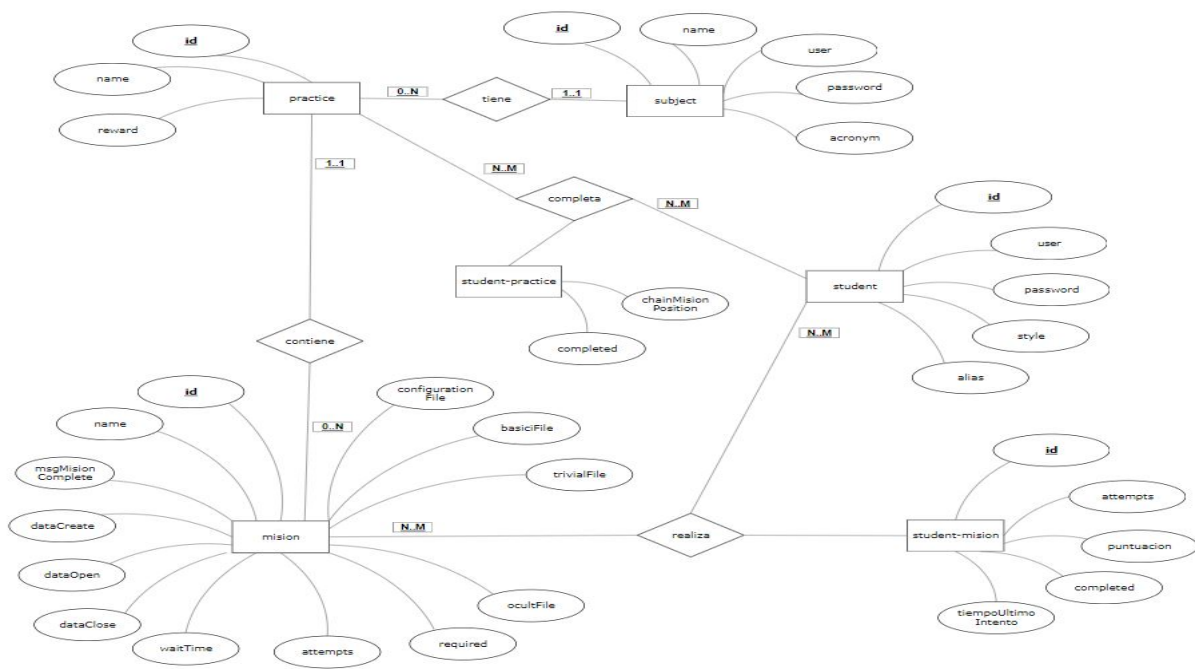 id
name
reward
practice
0..N
tiene
1..1
id
name
user
password
acronym
subject
1..1
N..M
completa
N..M
student-practice
chainMision
Position
completed
id
user
password
style
alias
student
N..M
contiene
0..N
id
name
msgMision
Complete
dataCreate
dataOpen
dataClose
waitTime
attempts
required
ocultFile
trivialFile
basiciFile
configuration
File
mision
N..M
realiza
student-mision
id
attempts
puntuacion
completed
tiempoUltimo
Intento